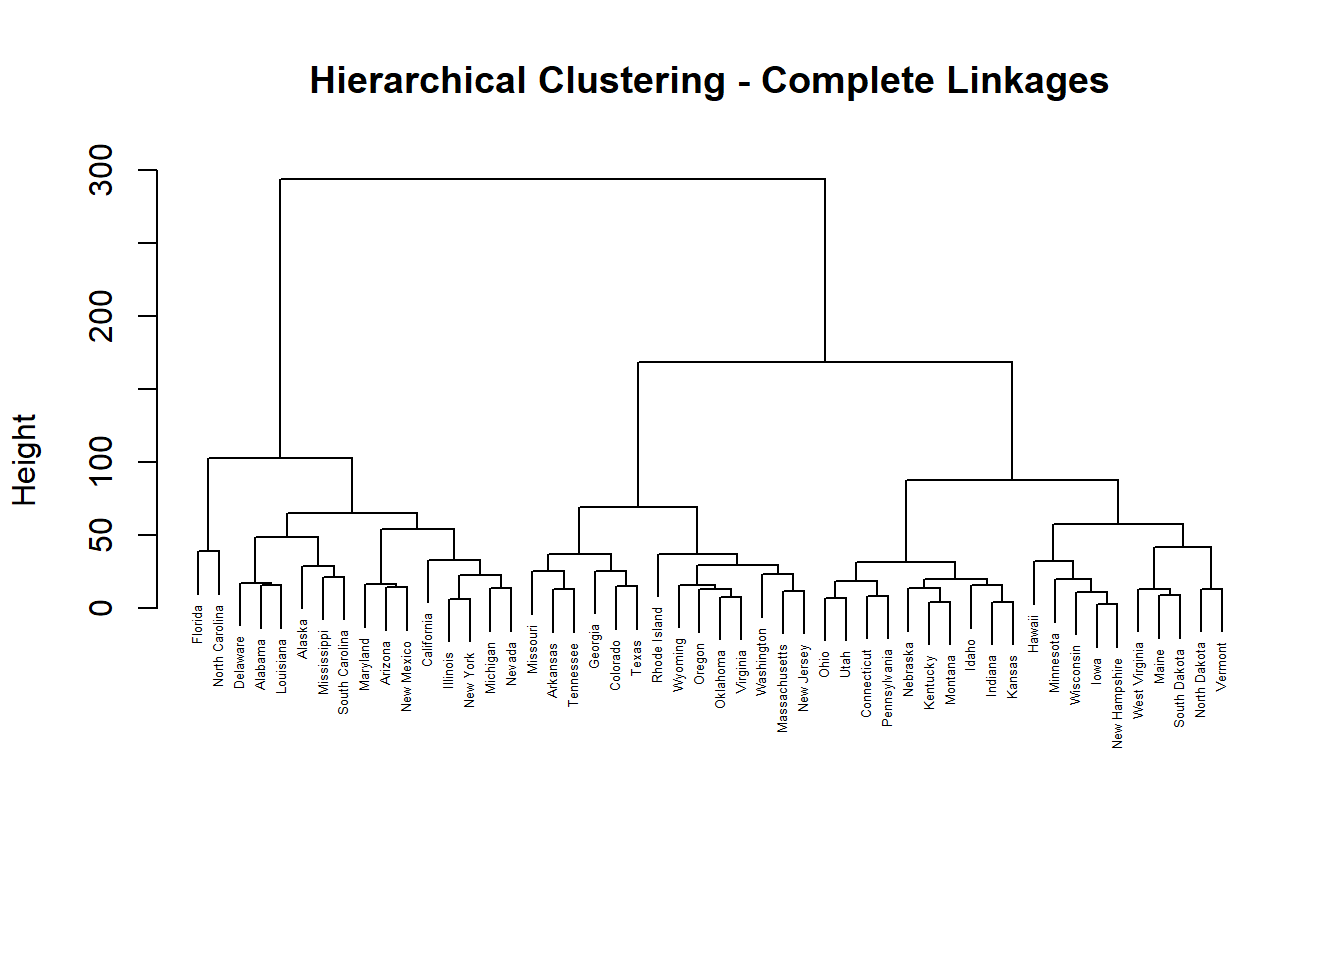 Hierarchical Clustering - Complete Linkages
Height
300
200
100
50
0
Florida
North Carolina
Delaware
Alabama
Louisiana
Alaska
Mississippi
South Carolina
Maryland
Arizona
New Mexico
California
Illinois
New York
Michigan
Nevada
Missouri
Arkansas
Tennessee
Georgia
Colorado
Texas
Rhode Island
Wyoming
Oregon
Oklahoma
Virginia
Washington
Massachusetts
New Jersey
Ohio
Utah
Connecticut
Pennsylvania
Nebraska
Kentucky
Montana
Idaho
Indiana
Kansas
Hawaii
Minnesota
Wisconsin
Iowa
New Hampshire
West Virginia
Maine
South Dakota
North Dakota
Vermont